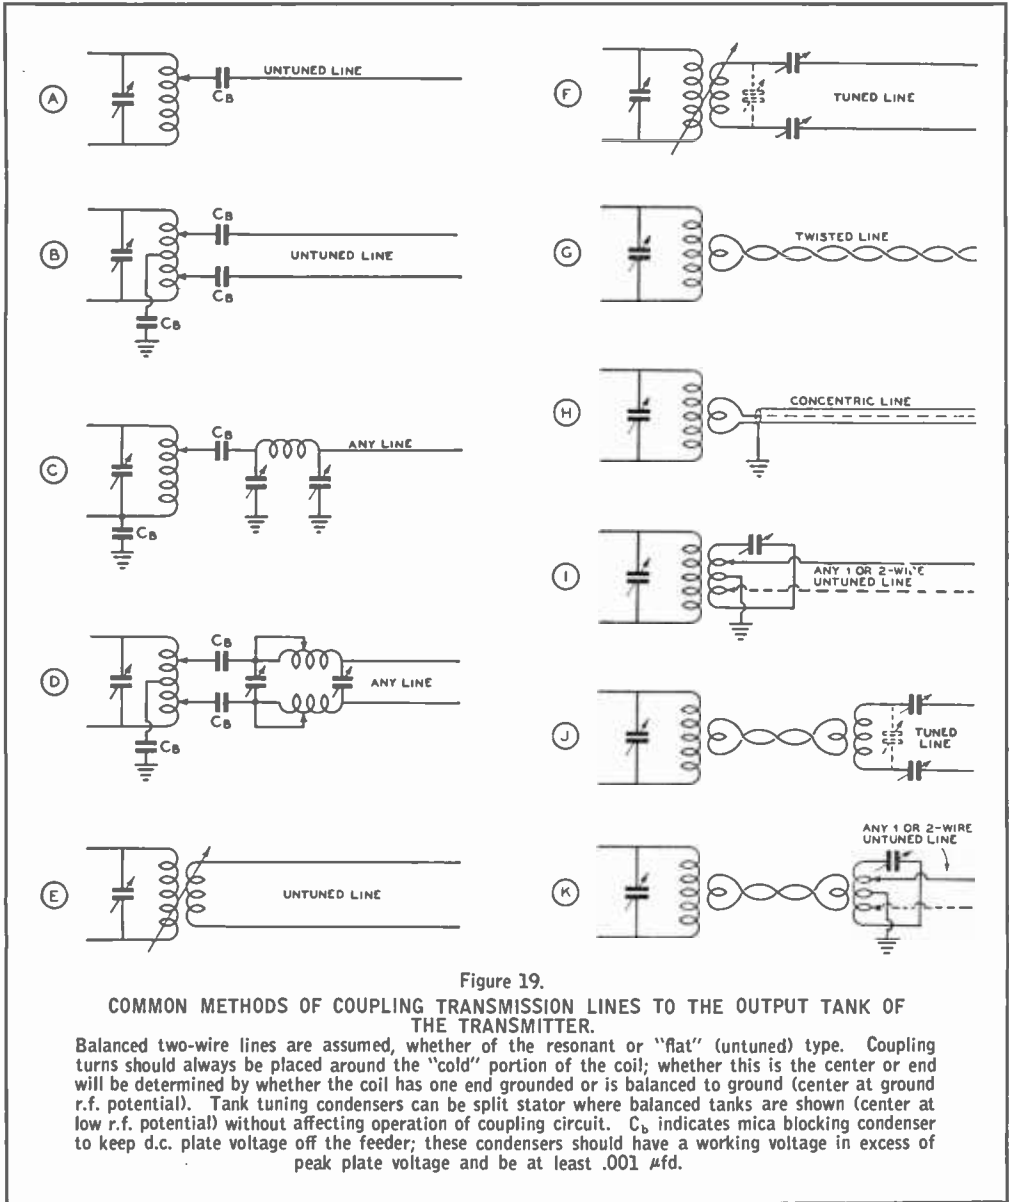 A
UNTUNED LINE
CB
B
CB
UNTUNED LINE
CB
CB
C
CB
ANY LINE
CB
D
CB
ANY LINE
CB
CB
E
UNTUNED LINE
F
TUNED LINE
G
TWISTED LINE
H
CONCENTRIC LINE
I
ANY 1 OR 2-WIRE
UNTUNED LINE
J
TUNED
LINE
K
ANY 1 OR 2-WIRE
UNTUNED LINE
Figure 19.
COMMON METHODS OF COUPLING TRANSMISSION LINES TO THE OUTPUT TANK OF
THE TRANSMITTER.
Balanced two-wire lines are assumed, whether of the resonant or "flat" (untuned) type. Coupling
turns should always be placed around the "cold" portion of the coil; whether this is the center or end
will be determined by whether the coil has one end grounded or is balanced to ground (center at ground
r.f. potential). Tank tuning condensers can be split stator where balanced tanks are shown (center at
low r.f. potential) without affecting operation of coupling circuit. Cb indicates mica blocking condenser
to keep d.c. plate voltage off the feeder; these condensers should have a working voltage in excess of
peak plate voltage and be at least .001 μfd.